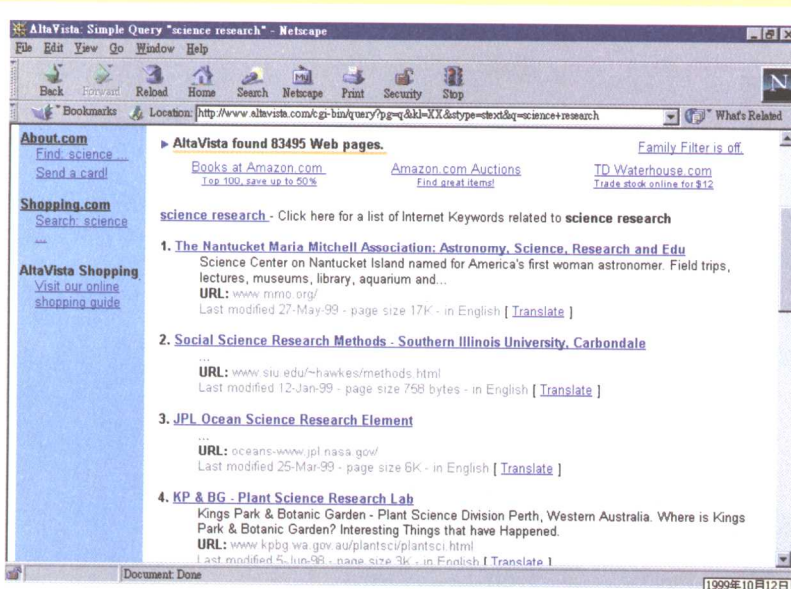 AltaVista: Simple Query "science research" - Netscape
File Edit View Go Window Help
Back Forward Reload Home Search Netscape Print Security Stop
My
N
Bookmarks Location: http://www.altavista.com/cgi-bin/query?pg=q&kl=XX&stype=stext&q=science+research What's Related
About.com
Find: science ...
Send a card!
Shopping.com
Search: science
...
AltaVista Shopping
Visit our online
shopping guide
AltaVista found 83495 Web pages.
Family Filter is off.
Books at Amazon.com
Top 100, save up to 50%
Amazon.com Auctions
Find great items!
TD Waterhouse.com
Trade stock online for $12
science research - Click here for a list of Internet Keywords related to science research
1. The Nantucket Maria Mitchell Association: Astronomy, Science, Research and Edu
Science Center on Nantucket Island named for America's first woman astronomer. Field trips,
lectures, museums, library, aquarium and...
URL: www.mmo.org/
Last modified 27-May-99 - page size 17K - in English [ Translate ]
2. Social Science Research Methods - Southern Illinois University, Carbondale
...
URL: www.siu.edu/~hawkes/methods.html
Last modified 12-Jan-99 - page size 758 bytes - in English [ Translate ]
3. JPL Ocean Science Research Element
...
URL: oceans-www.jpl.nasa.gov/
Last modified 25-Mar-99 - page size 6K - in English [ Translate ]
4. KP & BG - Plant Science Research Lab
Kings Park & Botanic Garden - Plant Science Division Perth, Western Australia. Where is Kings
Park & Botanic Garden? Interesting Things that have Happened.
URL: www.kpbg.wa.gov.au/plantsci/plantsci.html
Last modified 5-Jun-98 - page size 3K - in English [ Translate ]
Document: Done
1999年10月12日